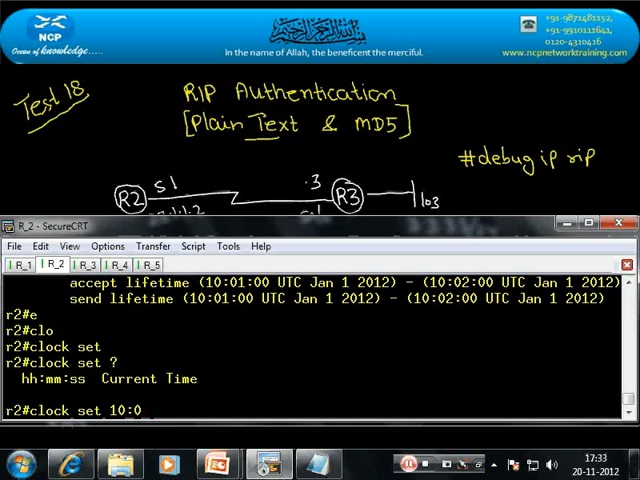 NCP
Ocean of knowledge.....
بِسْمِ اللهِ الرَّحْمٰنِ الرَّحِيْمِ
In the name of Allah, the beneficent the merciful.
+91-9871481152,
+91-9910111642,
0120-4310416
www.ncpnetworktraining.com
Test 18
RIP Authentication
[Plain Text & MD5]
#debug ip rip
R2 S1 .3 R3 103
R_2 - SecureCRT
File Edit View Options Transfer Script Tools Help
R_1 R_2 R_3 R_4 R_5
accept lifetime (10:01:00 UTC Jan 1 2012) - (10:02:00 UTC Jan 1 2012)
send lifetime (10:01:00 UTC Jan 1 2012) - (10:02:00 UTC Jan 1 2012)
r2#e
r2#clo
r2#clock set
r2#clock set ?
hh:mm:ss Current Time
r2#clock set 10:0
17:33
20-11-2012